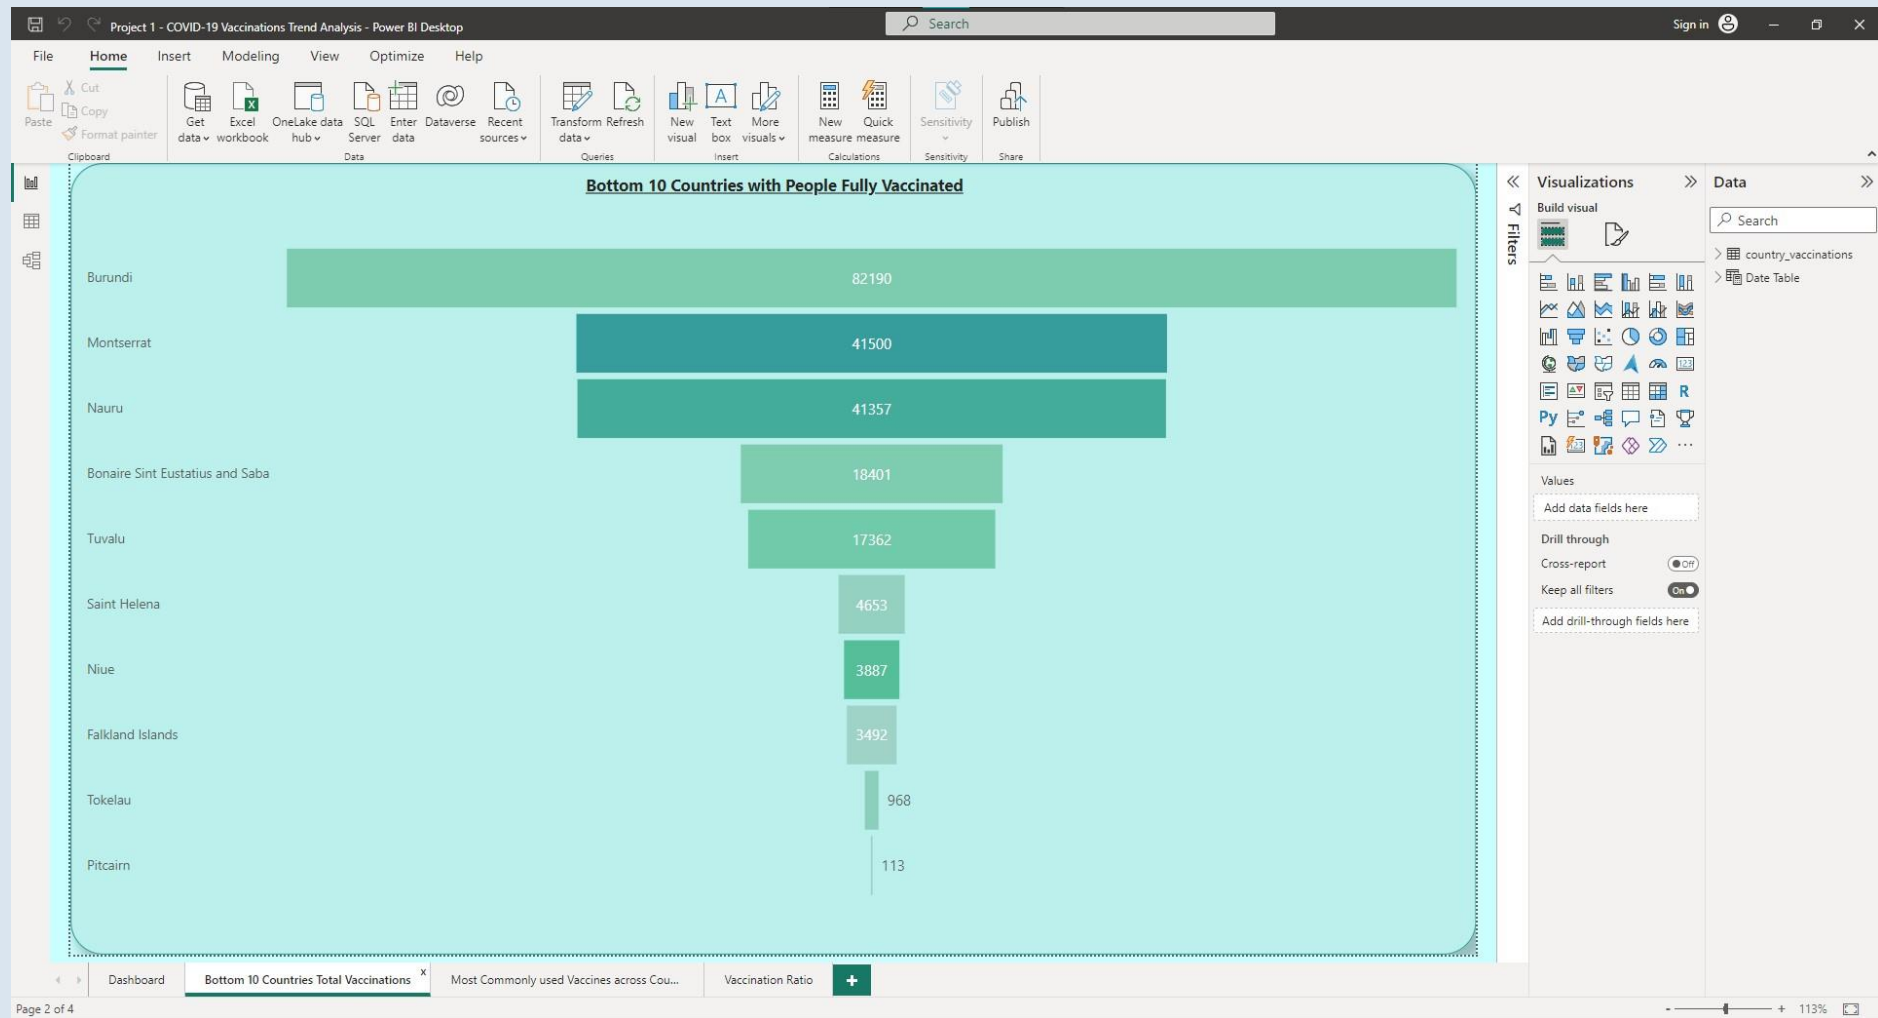 Project 1 - COVID-19 Vaccinations Trend Analysis - Power BI Desktop
Search
Sign in
File Home Insert Modeling View Optimize Help
Paste
Cut
Copy
Format painter
Clipboard
Get data
Excel workbook
OneLake data hub
SQL Server
Enter data
Dataverse
Recent sources
Data
Transform data
Refresh
Queries
New visual
Text box
More visuals
Insert
New measure
Quick measure
Calculations
Sensitivity
Sensitivity
Publish
Share
Bottom 10 Countries with People Fully Vaccinated
Burundi 82190
Montserrat 41500
Nauru 41357
Bonaire Sint Eustatius and Saba 18401
Tuvalu 17362
Saint Helena 4653
Niue 3887
Falkland Islands 3492
Tokelau 968
Pitcairn 113
Filters
Visualizations
Build visual
123
R
Py
123
Values
Add data fields here
Drill through
Cross-report Off
Keep all filters On
Add drill-through fields here
Data
Search
country_vaccinations
Date Table
Dashboard
Bottom 10 Countries Total Vaccinations x
Most Commonly used Vaccines across Cou...
Vaccination Ratio
+
Page 2 of 4
- + 113%